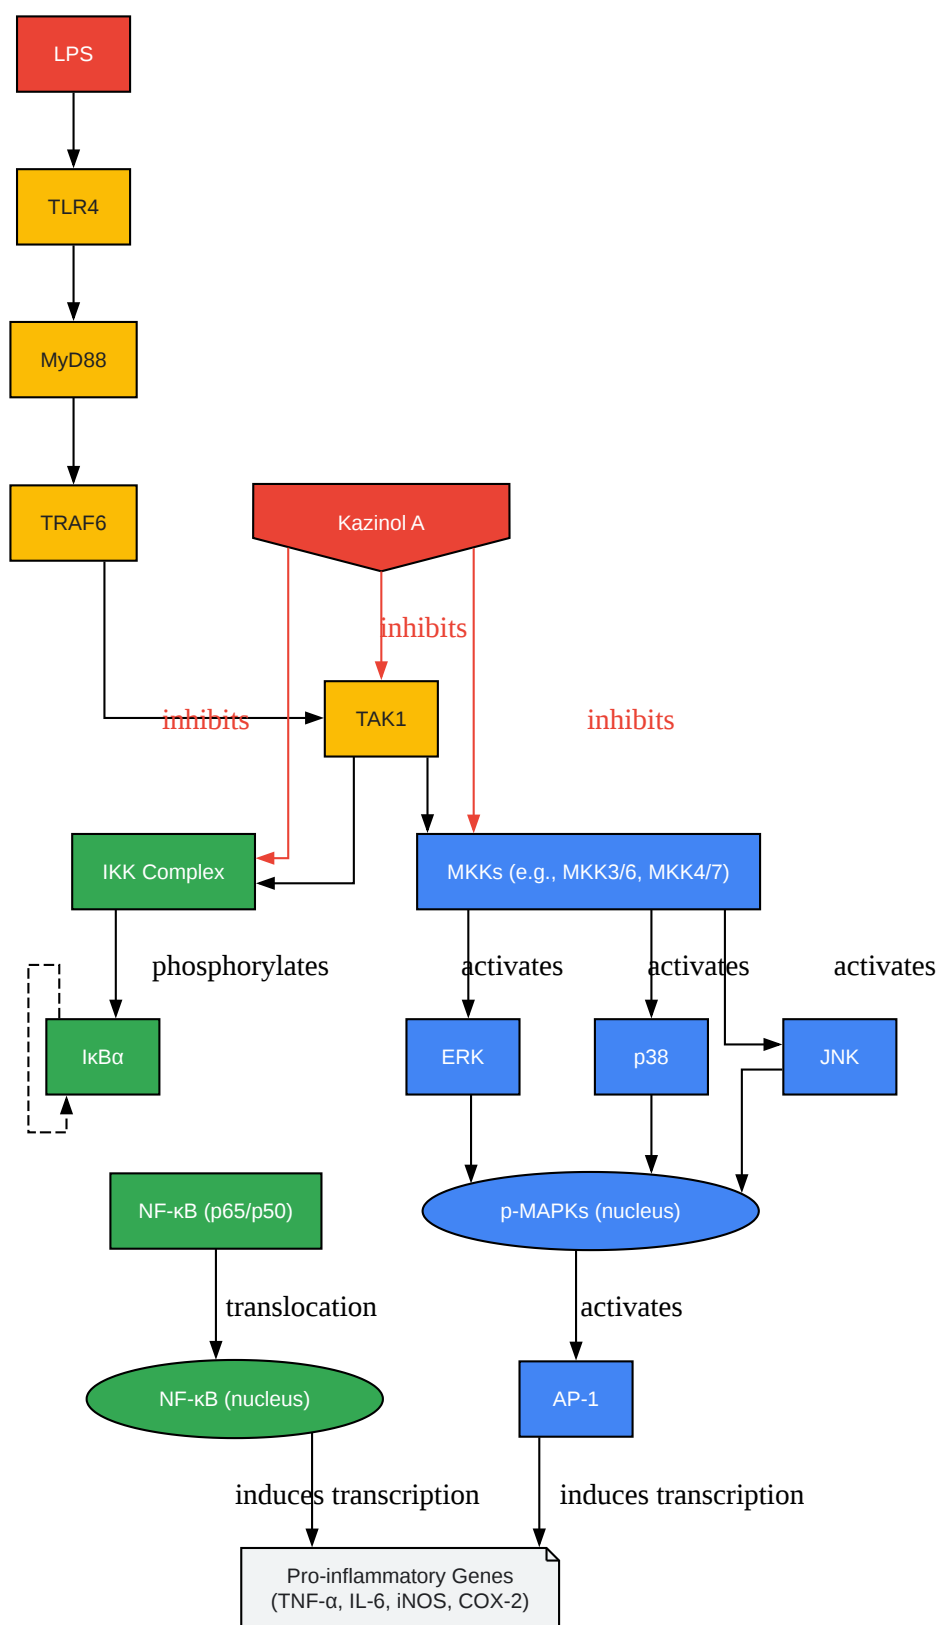 LPS
TLR4
MyD88
TRAF6
Kazinol A
inhibits
inhibits
TAK1
inhibits
IKK Complex
MKKs (e.g., MKK3/6, MKK4/7)
phosphorylates
activates
activates
activates
IκBα
ERK
p38
JNK
NF-κB (p65/p50)
p-MAPKs (nucleus)
translocation
activates
NF-κB (nucleus)
AP-1
induces transcription
induces transcription
Pro-inflammatory Genes
(TNF-α, IL-6, iNOS, COX-2)